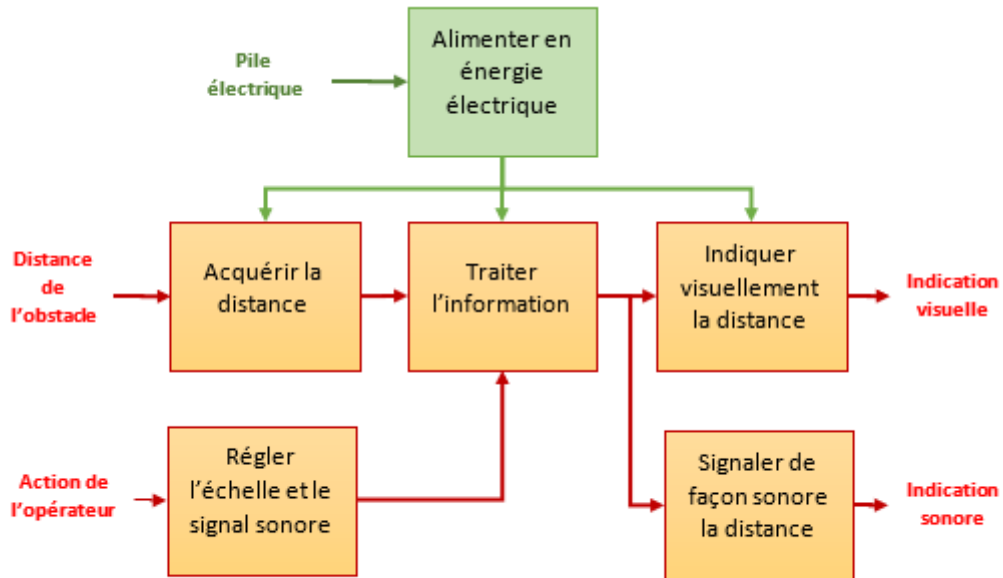 Alimenter en
énergie
électrique
Pile
électrique
Distance
de
l'obstade
Acquérir la
distance
Traiter
l'information
Indiquer
visuellement
la distance
Indication
visuelle
Action de
l'opérateur
Régler
l'échelle et le
signal sonore
Signaler de
façon sonore
la distance
Indication
sonore